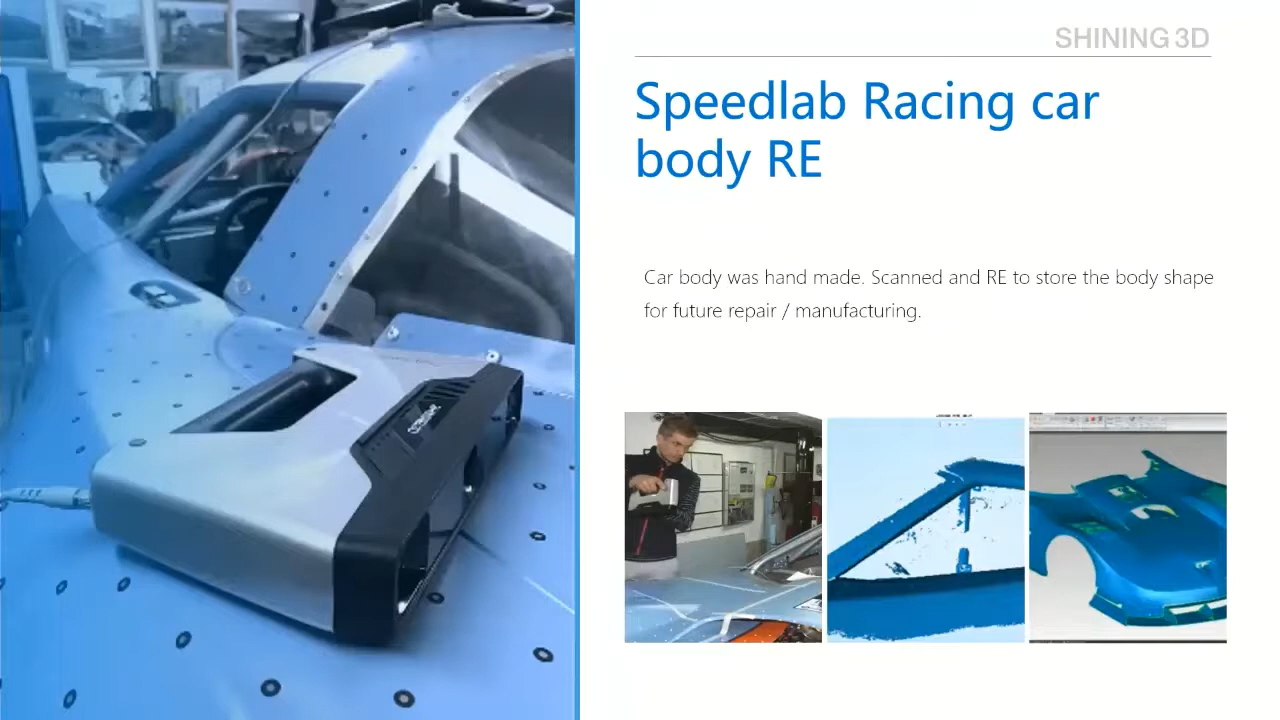 SHINING 3D
Speedlab Racing car
body RE
Car body was hand made. Scanned and RE to store the body shape
for future repair / manufacturing.